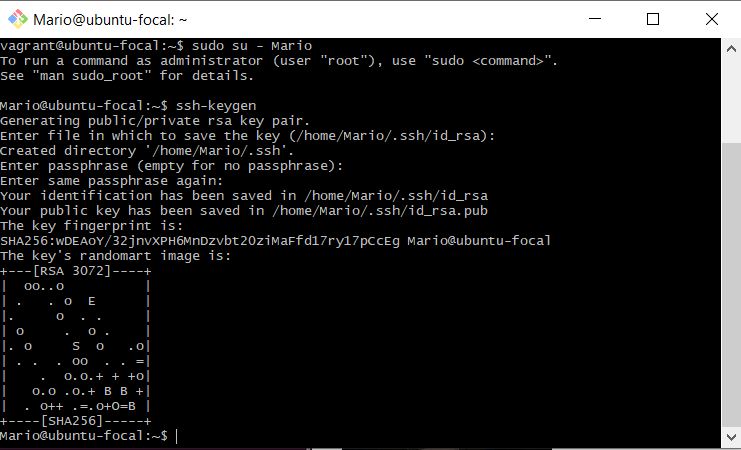 Mario@ubuntu-focal: ~
vagrant@ubuntu-focal:~$ sudo su - Mario
To run a command as administrator (user "root"), use "sudo <command>".
See "man sudo_root" for details.

Mario@ubuntu-focal:~$ ssh-keygen
Generating public/private rsa key pair.
Enter file in which to save the key (/home/Mario/.ssh/id_rsa):
Created directory '/home/Mario/.ssh'.
Enter passphrase (empty for no passphrase):
Enter same passphrase again:
Your identification has been saved in /home/Mario/.ssh/id_rsa
Your public key has been saved in /home/Mario/.ssh/id_rsa.pub
The key fingerprint is:
SHA256:wDEAoY/32jnvXPH6MnDzvbt2OziMaFfd17ry17pCcEg Mario@ubuntu-focal
The key's randomart image is:
+---[RSA 3072]----+
|  oo..o          |
| .   . o  E      |
|.     o  . .     |
| o     .  o .    |
|. o     S  o   .o|
| . .  . oo  . . =|
|    .  o.o.+ + +o|
|   o.o .o.+ B B +|
|  . o++ .=.o+O=B |
+----[SHA256]-----+
Mario@ubuntu-focal:~$